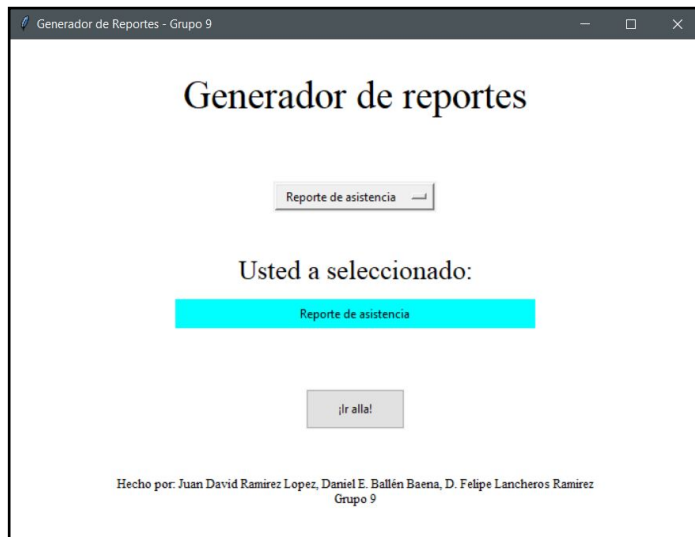 Generador de Reportes - Grupo 9
Generador de reportes
Reporte de asistencia
Usted a seleccionado:
Reporte de asistencia
¡Ir alla!
Hecho por: Juan David Ramirez Lopez, Daniel E. Ballén Baena, D. Felipe Lancheros Ramirez
Grupo 9